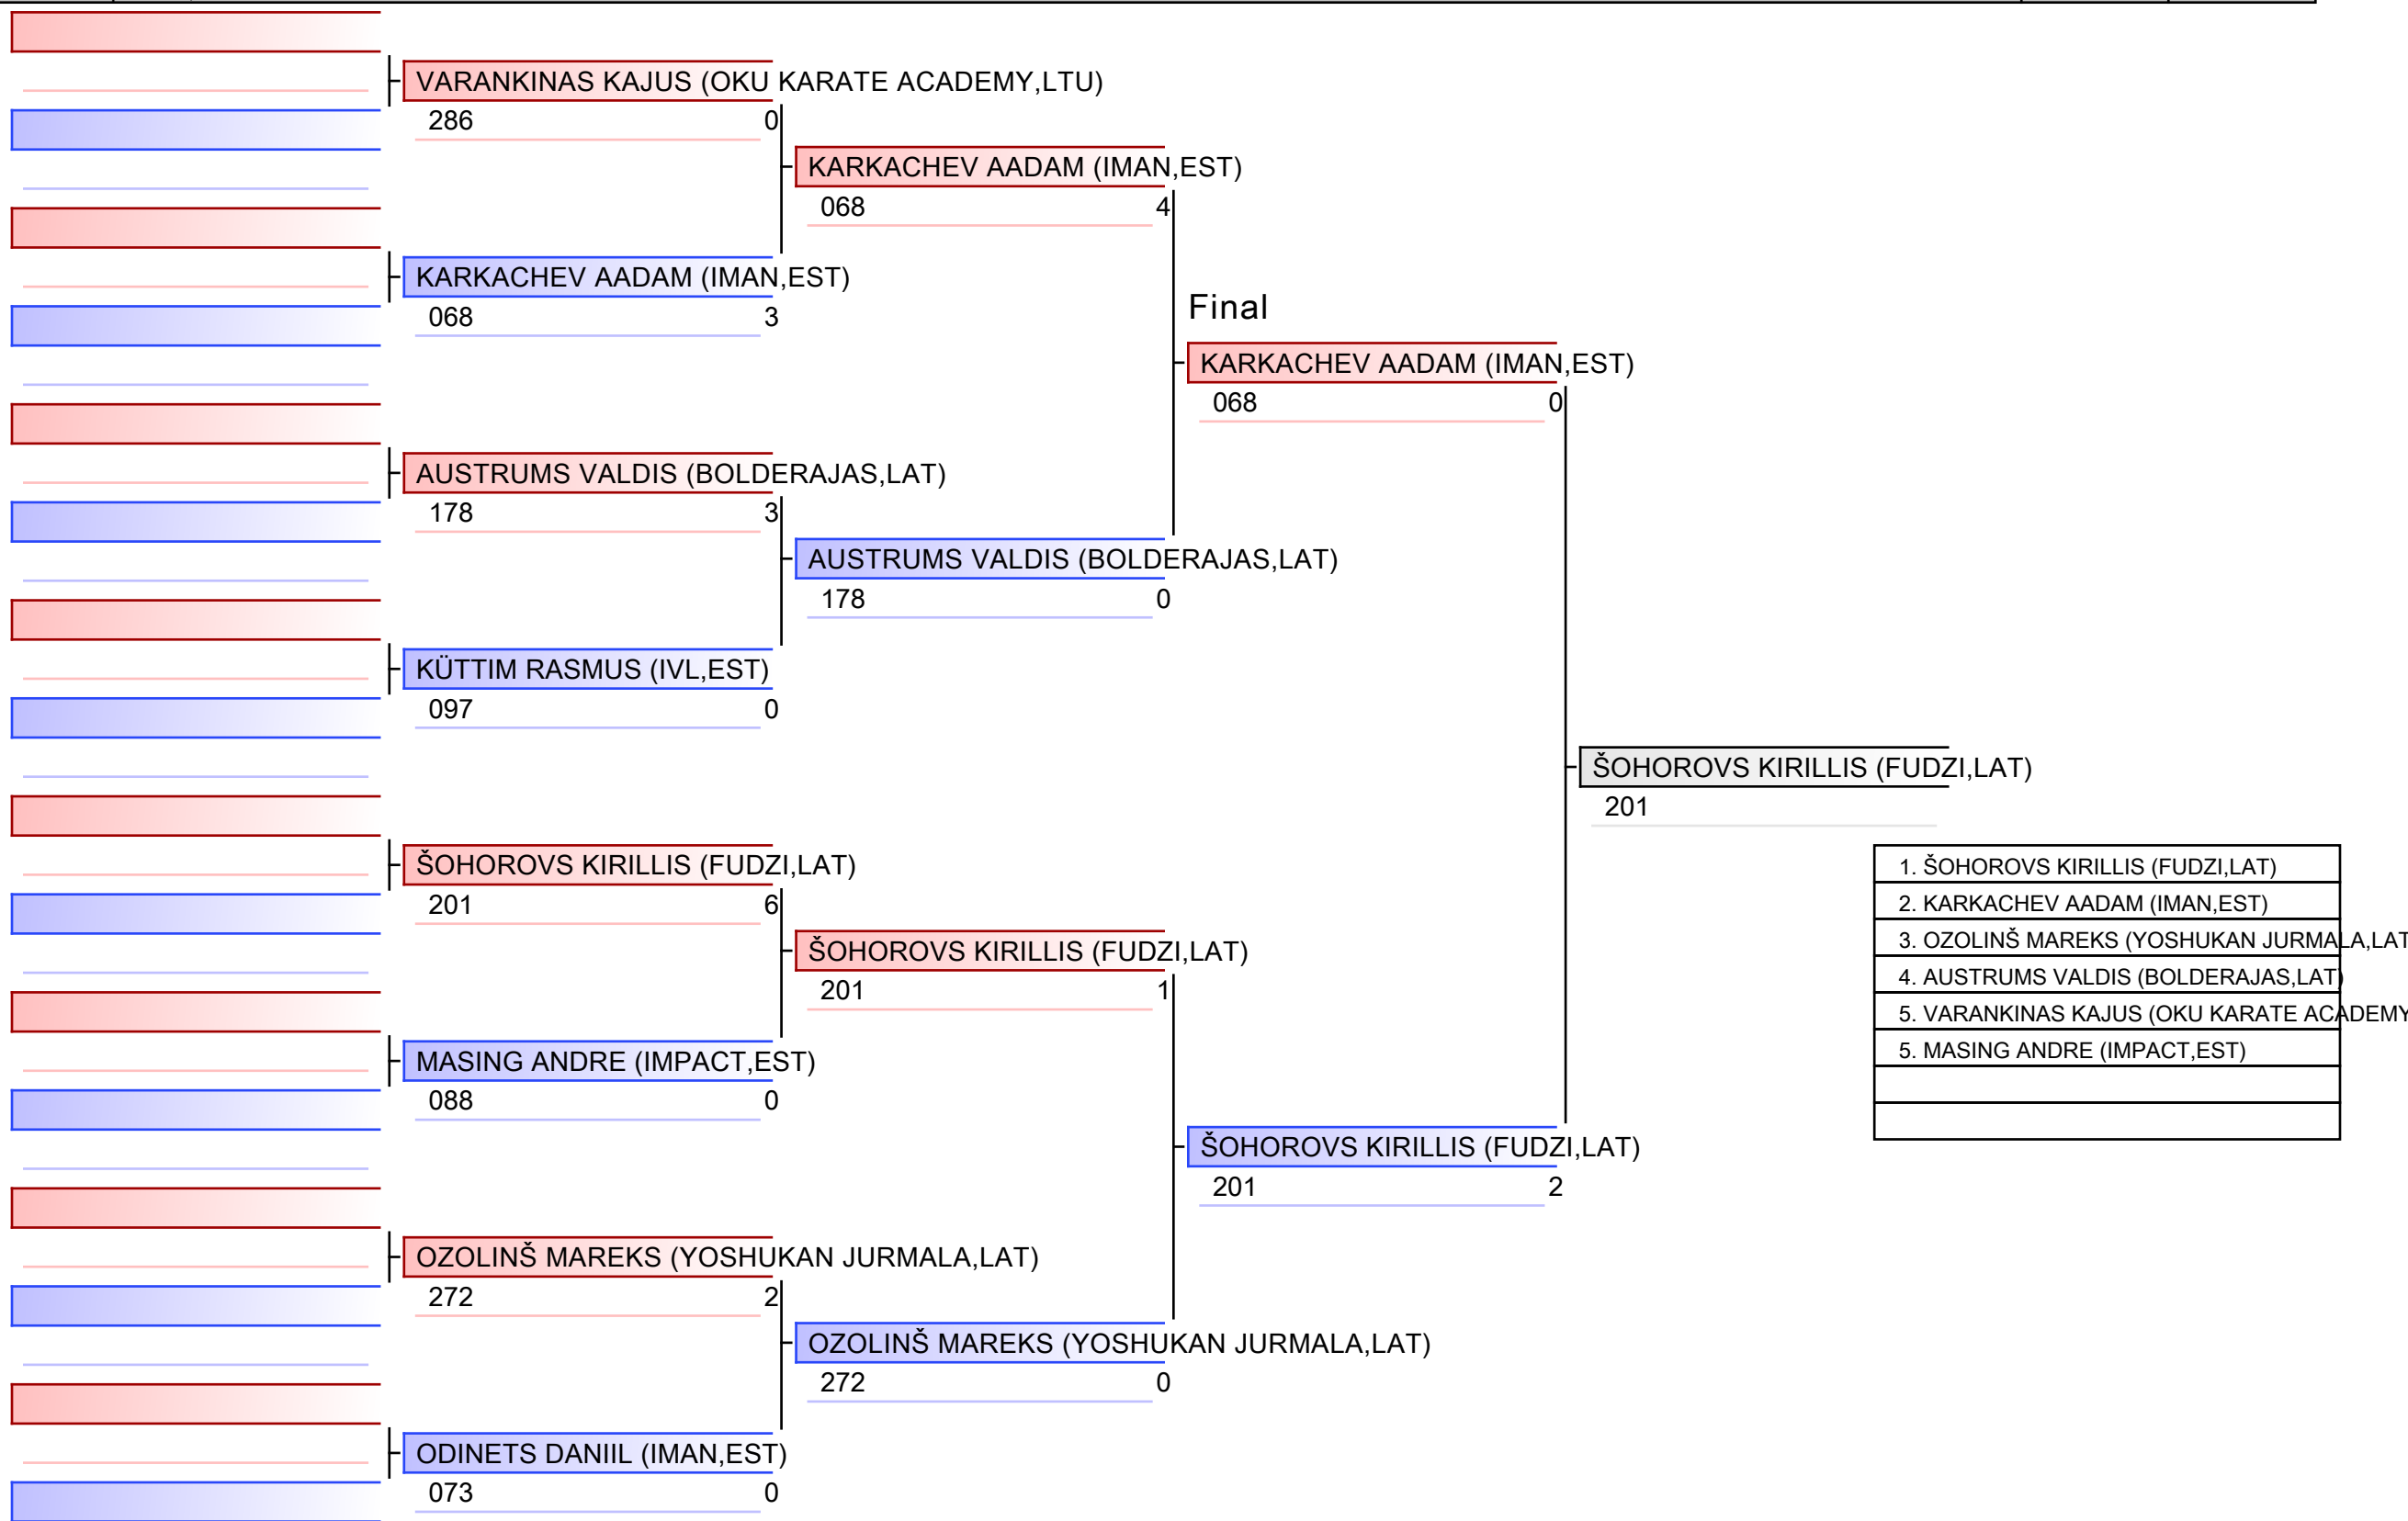 VARANKINAS KAJUS (OKU KARATE ACADEMY,LTU)
286 0
KARKACHEV AADAM (IMAN,EST)
068 4
KARKACHEV AADAM (IMAN,EST)
068 3
Final
KARKACHEV AADAM (IMAN,EST)
068 0
AUSTRUMS VALDIS (BOLDERAJAS,LAT)
178 3
AUSTRUMS VALDIS (BOLDERAJAS,LAT)
178 0
KÜTTIM RASMUS (IVL,EST)
097 0
ŠOHOROVS KIRILLIS (FUDZI,LAT)
201
ŠOHOROVS KIRILLIS (FUDZI,LAT)
201 6
ŠOHOROVS KIRILLIS (FUDZI,LAT)
201 1
MASING ANDRE (IMPACT,EST)
088 0
ŠOHOROVS KIRILLIS (FUDZI,LAT)
201 2
OZOLINŠ MAREKS (YOSHUKAN JURMALA,LAT)
272 2
OZOLINŠ MAREKS (YOSHUKAN JURMALA,LAT)
272 0
ODINETS DANIIL (IMAN,EST)
073 0
1. ŠOHOROVS KIRILLIS (FUDZI,LAT)
2. KARKACHEV AADAM (IMAN,EST)
3. OZOLINŠ MAREKS (YOSHUKAN JURMALA,LAT
4. AUSTRUMS VALDIS (BOLDERAJAS,LAT)
5. VARANKINAS KAJUS (OKU KARATE ACADEMY
5. MASING ANDRE (IMPACT,EST)